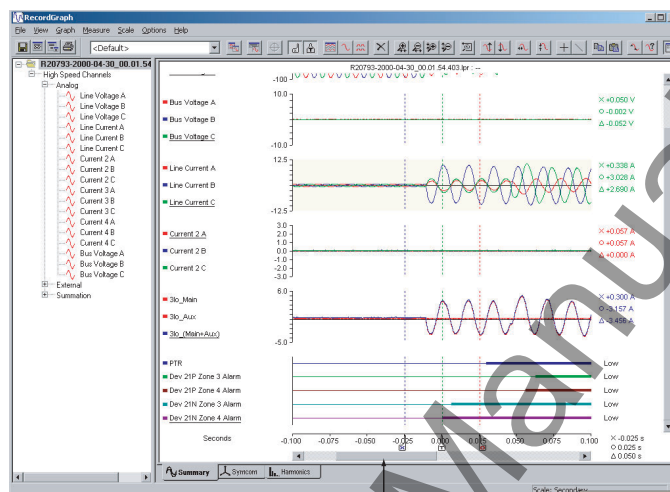 RecordGraph
File View Graph Measure Scale Options Help
<Default>
R20793-2000-04-30_00.01.54
High Speed Channels
Analog
Line Voltage A
Line Voltage B
Line Voltage C
Line Current A
Line Current B
Line Current C
Current 2 A
Current 2 B
Current 2 C
Current 3 A
Current 3 B
Current 3 C
Current 4 A
Current 4 B
Current 4 C
Bus Voltage A
Bus Voltage B
Bus Voltage C
External
Summation
R20793-2000-04-30_00.01.54.403.lpr : --
-100
10.0
Bus Voltage A
Bus Voltage B
Bus Voltage C
-10.0
X +0.050 V
O -0.002 V
Δ -0.052 V
12.5
Line Current A
Line Current B
Line Current C
-12.5
X +0.338 A
O +3.028 A
Δ +2.690 A
3.0
2.0
1.0
0.0
-1.0
-2.0
-3.0
Current 2 A
Current 2 B
Current 2 C
X +0.057 A
O +0.057 A
Δ +0.000 A
6.0
3Io_Main
3Io_Aux
3Io_(Main+Aux)
-5.0
X +0.300 A
O -3.157 A
Δ -3.456 A
PTR Low
Dev 21P Zone 3 Alarm Low
Dev 21P Zone 4 Alarm Low
Dev 21N Zone 3 Alarm Low
Dev 21N Zone 4 Alarm Low
Seconds
-0.100 -0.075 -0.050 -0.025 0.000 0.025 0.050 0.075 0.100
X -0.025 s
O 0.025 s
Δ 0.050 s
Summary Symcom Harmonics
Scale: Secondary
Manua